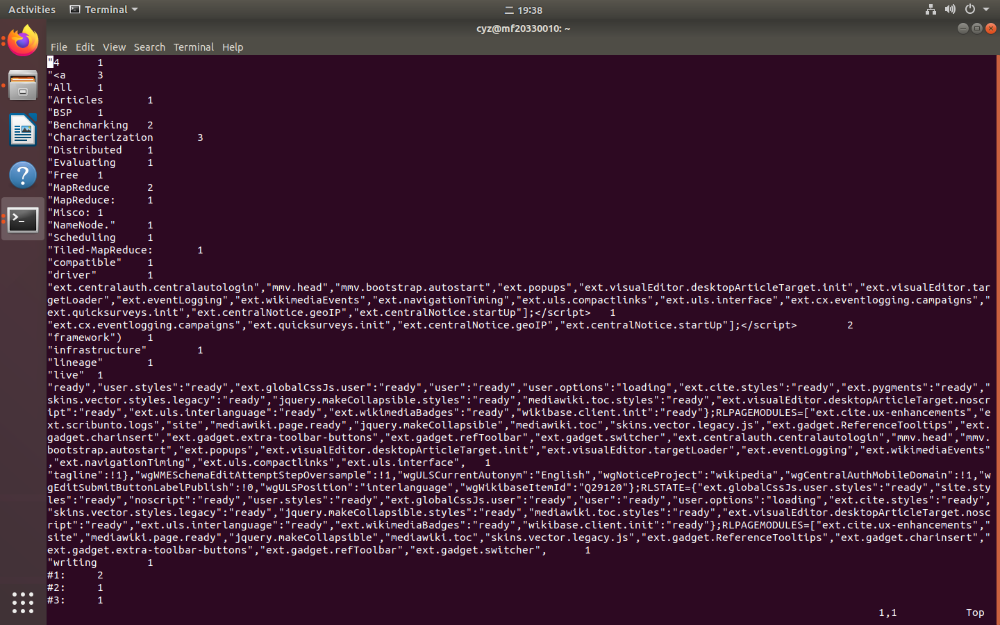 Activities Terminal 二 19:38
cyz@mf20330010: ~
File Edit View Search Terminal Help
"4 1
"<a 3
"All 1
"Articles 1
"BSP 1
"Benchmarking 2
"Characterization 3
"Distributed 1
"Evaluating 1
"Free 1
"MapReduce 2
"MapReduce: 1
"Misco: 1
"NameNode." 1
"Scheduling 1
"Tiled-MapReduce: 1
"compatible" 1
"driver" 1
"ext.centralauth.centralautologin","mmv.head","mmv.bootstrap.autostart","ext.popups","ext.visualEditor.desktopArticleTarget.init","ext.visualEditor.tar
getLoader","ext.eventLogging","ext.wikimediaEvents","ext.navigationTiming","ext.uls.compactlinks","ext.uls.interface","ext.cx.eventlogging.campaigns","
ext.quicksurveys.init","ext.centralNotice.geoIP","ext.centralNotice.startUp"];</script> 1
"ext.cx.eventlogging.campaigns","ext.quicksurveys.init","ext.centralNotice.geoIP","ext.centralNotice.startUp"];</script> 2
"framework") 1
"infrastructure" 1
"lineage" 1
"live" 1
"ready","user.styles":"ready","ext.globalCssJs.user":"ready","user":"ready","user.options":"loading","ext.cite.styles":"ready","ext.pygments":"ready","
skins.vector.styles.legacy":"ready","jquery.makeCollapsible.styles":"ready","mediawiki.toc.styles":"ready","ext.visualEditor.desktopArticleTarget.noscr
ipt":"ready","ext.uls.interlanguage":"ready","ext.wikimediaBadges":"ready","wikibase.client.init":"ready"};RLPAGEMODULES=["ext.cite.ux-enhancements","e
xt.scribunto.logs","site","mediawiki.page.ready","jquery.makeCollapsible","mediawiki.toc","skins.vector.legacy.js","ext.gadget.ReferenceTooltips","ext.
gadget.charinsert","ext.gadget.extra-toolbar-buttons","ext.gadget.refToolbar","ext.gadget.switcher","ext.centralauth.centralautologin","mmv.head","mmv.
bootstrap.autostart","ext.popups","ext.visualEditor.desktopArticleTarget.init","ext.visualEditor.targetLoader","ext.eventLogging","ext.wikimediaEvents"
,"ext.navigationTiming","ext.uls.compactlinks","ext.uls.interface", 1
"tagline":!1},"wgWMESchemaEditAttemptStepOversample":!1,"wgULSCurrentAutonym":"English","wgNoticeProject":"wikipedia","wgCentralAuthMobileDomain":!1,"w
gEditSubmitButtonLabelPublish":!0,"wgULSPosition":"interlanguage","wgWikibaseItemId":"Q29120"};RLSTATE={"ext.globalCssJs.user.styles":"ready","site.sty
les":"ready","noscript":"ready","user.styles":"ready","ext.globalCssJs.user":"ready","user":"ready","user.options":"loading","ext.cite.styles":"ready",
"skins.vector.styles.legacy":"ready","jquery.makeCollapsible.styles":"ready","mediawiki.toc.styles":"ready","ext.visualEditor.desktopArticleTarget.nosc
ript":"ready","ext.uls.interlanguage":"ready","ext.wikimediaBadges":"ready","wikibase.client.init":"ready"};RLPAGEMODULES=["ext.cite.ux-enhancements","
site","mediawiki.page.ready","jquery.makeCollapsible","mediawiki.toc","skins.vector.legacy.js","ext.gadget.ReferenceTooltips","ext.gadget.charinsert","
ext.gadget.extra-toolbar-buttons","ext.gadget.refToolbar","ext.gadget.switcher", 1
"writing 1
#1: 2
#2: 1
#3: 1
1,1 Top